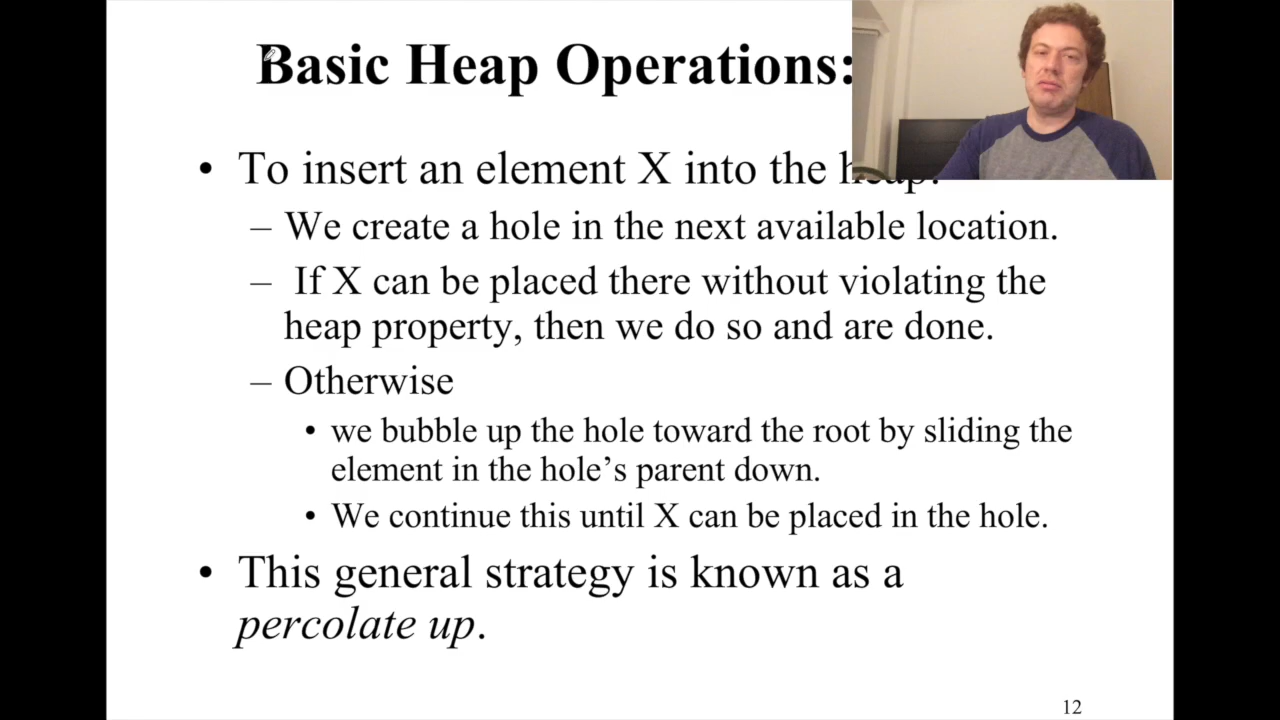 Basic Heap Operations:
• To insert an element X into the heap.
– We create a hole in the next available location.
– If X can be placed there without violating the
heap property, then we do so and are done.
– Otherwise
• we bubble up the hole toward the root by sliding the
element in the hole’s parent down.
• We continue this until X can be placed in the hole.
• This general strategy is known as a
percolate up.
12